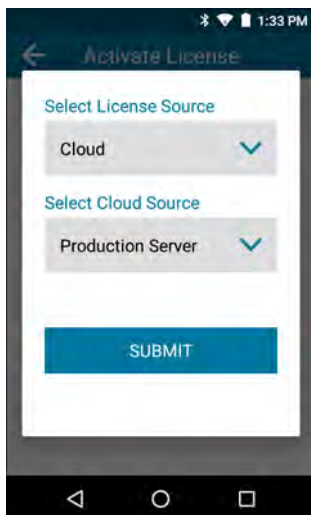 1:33 PM
Activate License
Select License Source
Cloud
Select Cloud Source
Production Server
SUBMIT